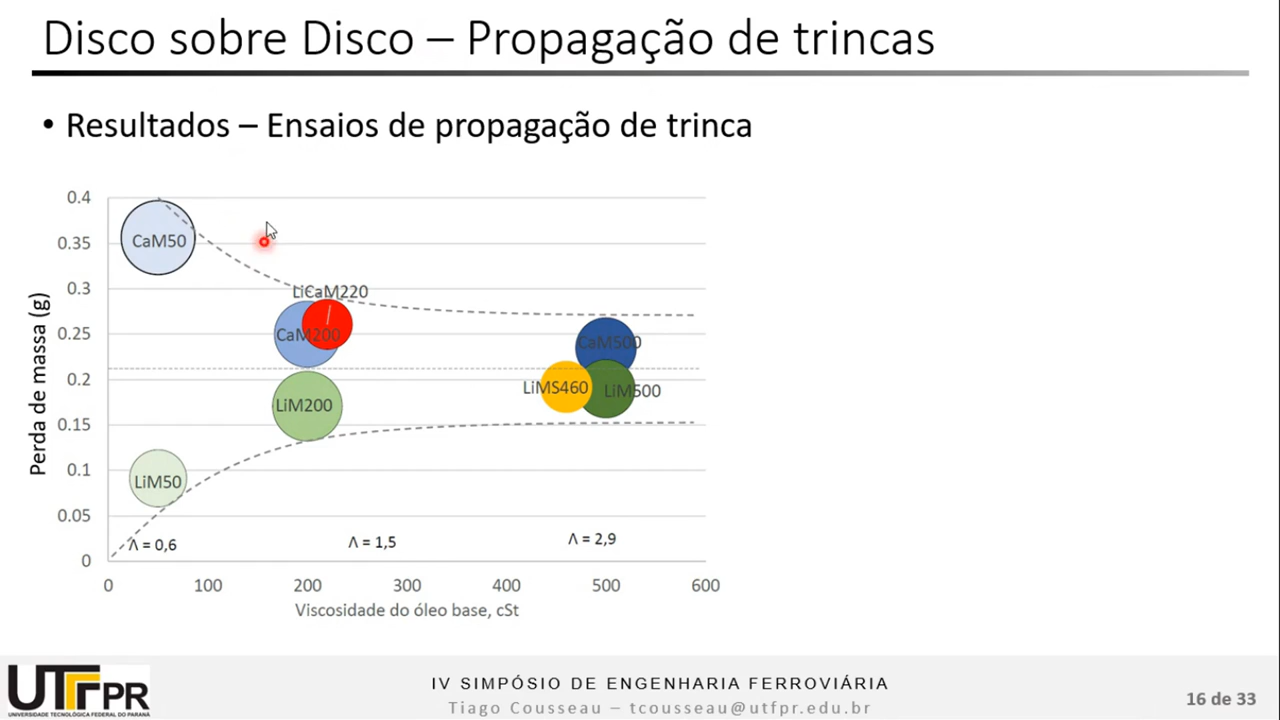 Disco sobre Disco – Propagação de trincas
• Resultados – Ensaios de propagação de trinca
Perda de massa (g)
0.4
0.35
0.3
0.25
0.2
0.15
0.1
0.05
0
CaM50
LiCaM220
CaM200
CaM500
LiMS460
LiM500
LiM200
LiM50
Λ = 0,6
Λ = 1,5
Λ = 2,9
0 100 200 300 400 500 600
Viscosidade do óleo base, cSt
UTFPR
UNIVERSIDADE TECNOLÓGICA FEDERAL DO PARANÁ
IV SIMPÓSIO DE ENGENHARIA FERROVIÁRIA
Tiago Cousseau – tcousseau@utfpr.edu.br
16 de 33